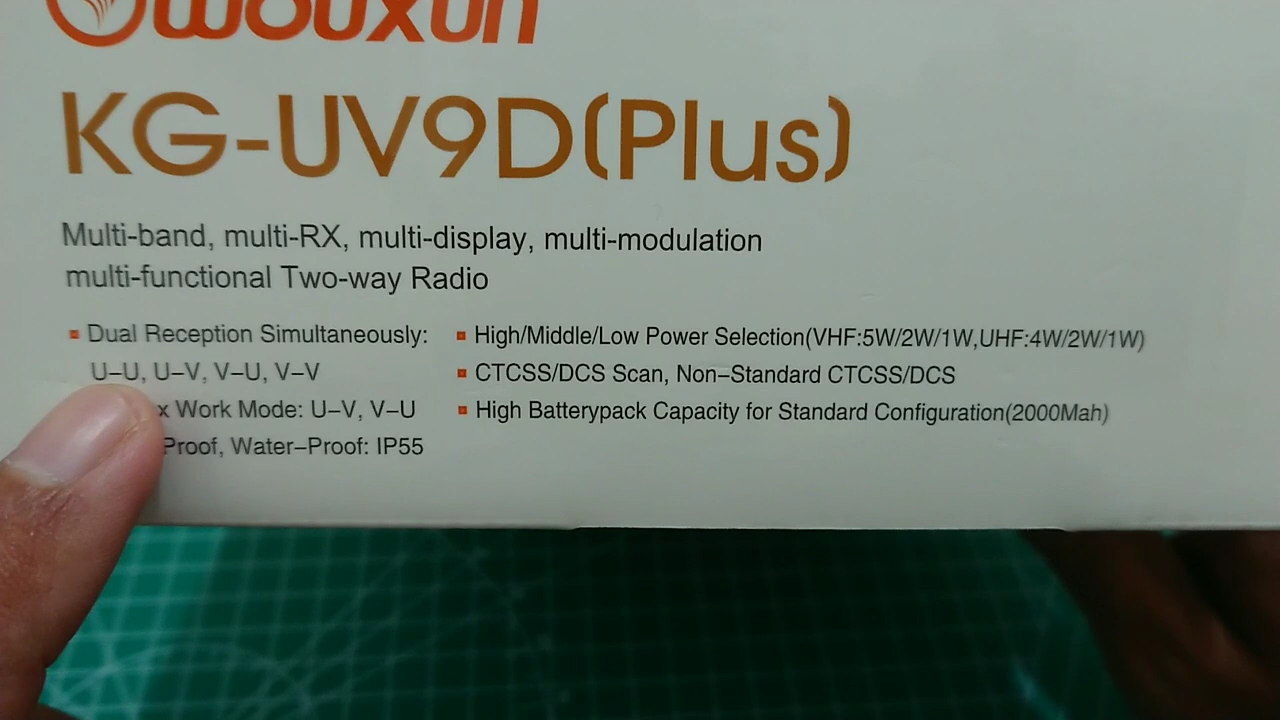 wouxun
KG-UV9D(Plus)
Multi-band, multi-RX, multi-display, multi-modulation
multi-functional Two-way Radio
Dual Reception Simultaneously:
U–U, U–V, V–U, V–V
x Work Mode: U–V, V–U
Proof, Water–Proof: IP55
High/Middle/Low Power Selection(VHF:5W/2W/1W,UHF:4W/2W/1W)
CTCSS/DCS Scan, Non–Standard CTCSS/DCS
High Batterypack Capacity for Standard Configuration(2000Mah)